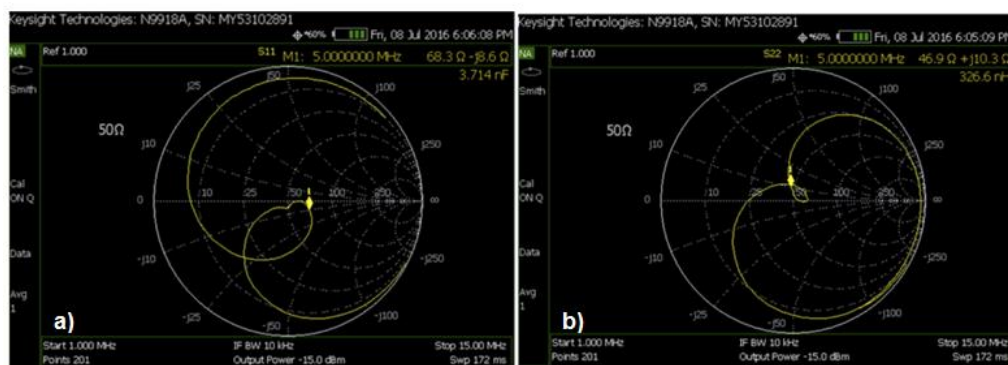 Keysight Technologies: N9918A, SN: MY53102891
*60% Fri, 08 Jul 2016 6:06:08 PM
NA
Ref 1.000
S11 M1: 5.0000000 MHz 68.3 Ω -j8.6 Ω
3.714 nF
Smith
50Ω
j50
j100
j10
j250
10 25 50 100 250
0
∞
Cal
ON Q
-j10
-j250
Data
-j50
-j100
Avg
1
a)
Start 1.000 MHz IF BW 10 kHz Stop 15.00 MHz
Points 201 Output Power -15.0 dBm Swp 172 ms
Keysight Technologies: N9918A, SN: MY53102891
*60% Fri, 08 Jul 2016 6:05:09 PM
NA
Ref 1.000
S22 M1: 5.0000000 MHz 46.9 Ω +j10.3 Ω
326.6 nH
Smith
50Ω
j50
j100
j10
j250
10 25 50 100 250
0
∞
Cal
ON Q
-j10
-j250
Data
-j50
-j100
Avg
1
b)
Start 1.000 MHz IF BW 10 kHz Stop 15.00 MHz
Points 201 Output Power -15.0 dBm Swp 172 ms